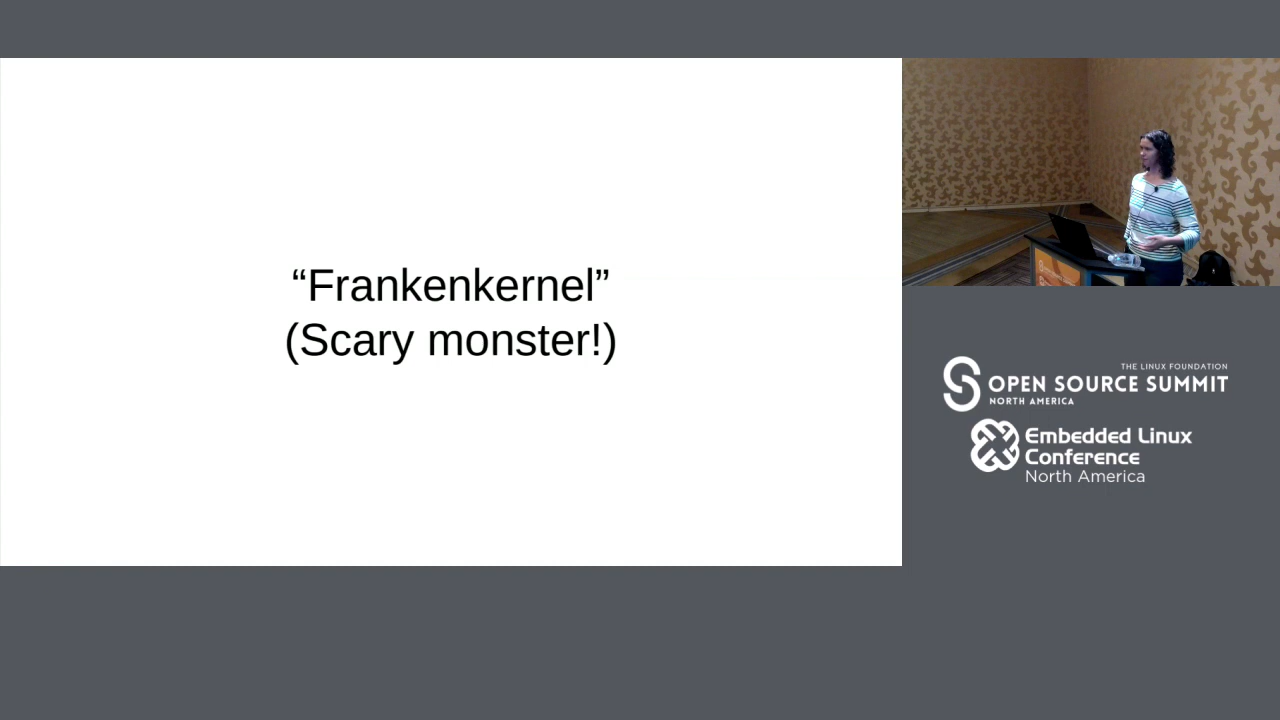 “Frankenkernel”
(Scary monster!)
THE LINUX FOUNDATION
OPEN SOURCE SUMMIT
NORTH AMERICA
Embedded Linux
Conference
North America